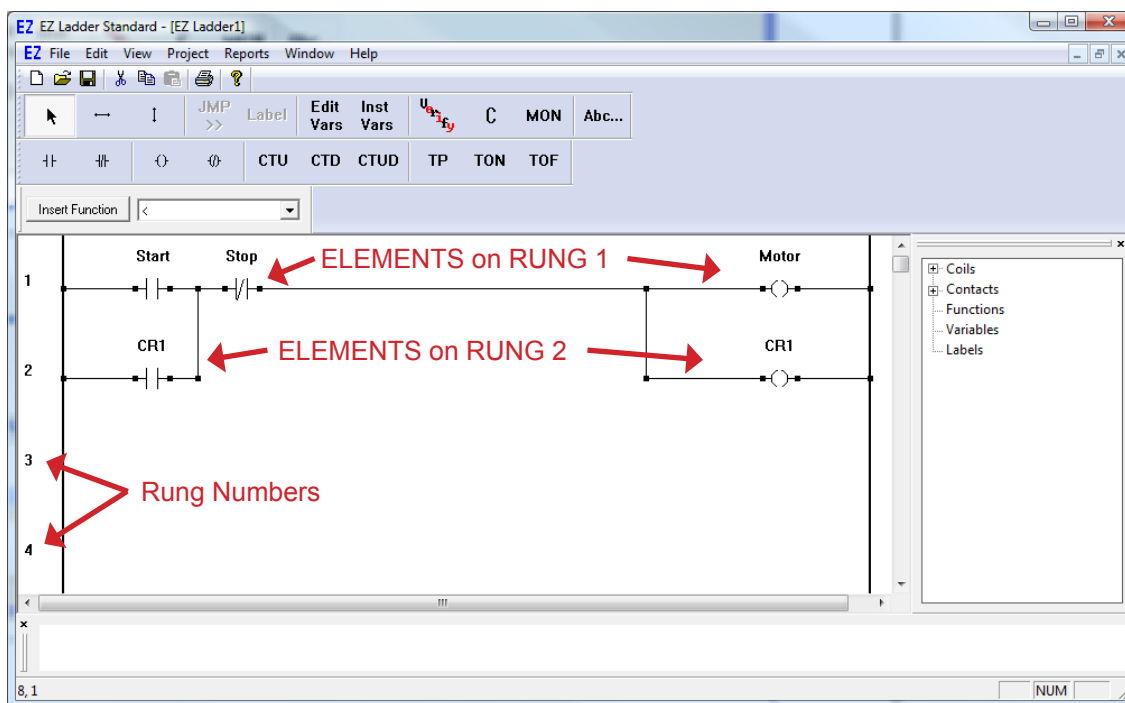 EZ EZ Ladder Standard - [EZ Ladder1]
EZ File Edit View Project Reports Window Help
JMP >> Label Edit Vars Inst Vars Verify C MON Abc...
CTU CTD CTUD TP TON TOF
Insert Function <
Start Stop ELEMENTS on RUNG 1 Motor
1
CR1 ELEMENTS on RUNG 2 CR1
2
3
Rung Numbers
4
Coils
Contacts
Functions
Variables
Labels
8, 1 NUM